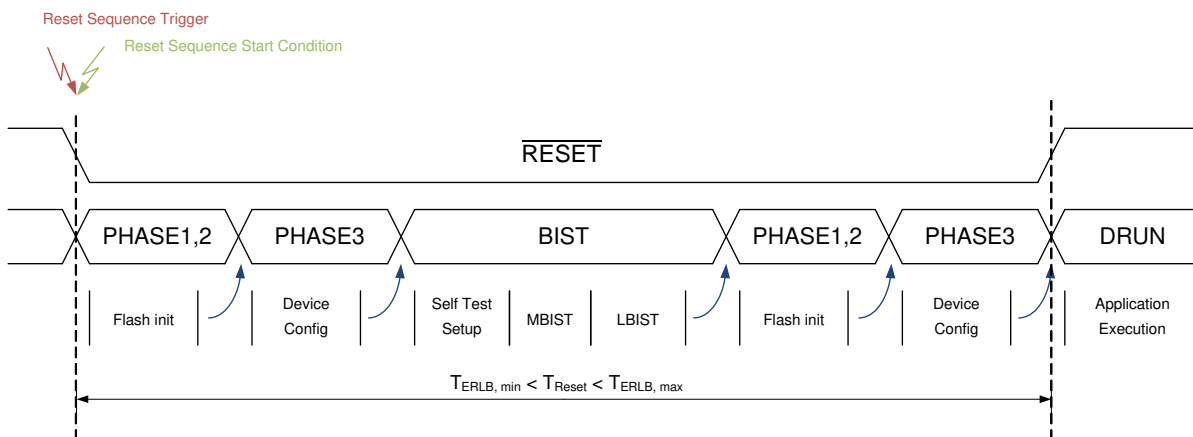 Reset Sequence Trigger
Reset Sequence Start Condition
RESET
PHASE1,2
PHASE3
BIST
PHASE1,2
PHASE3
DRUN
Flash init
Device
Config
Self Test
Setup
MBIST
LBIST
Flash init
Device
Config
Application
Execution
TERLB, min < TReset < TERLB, max